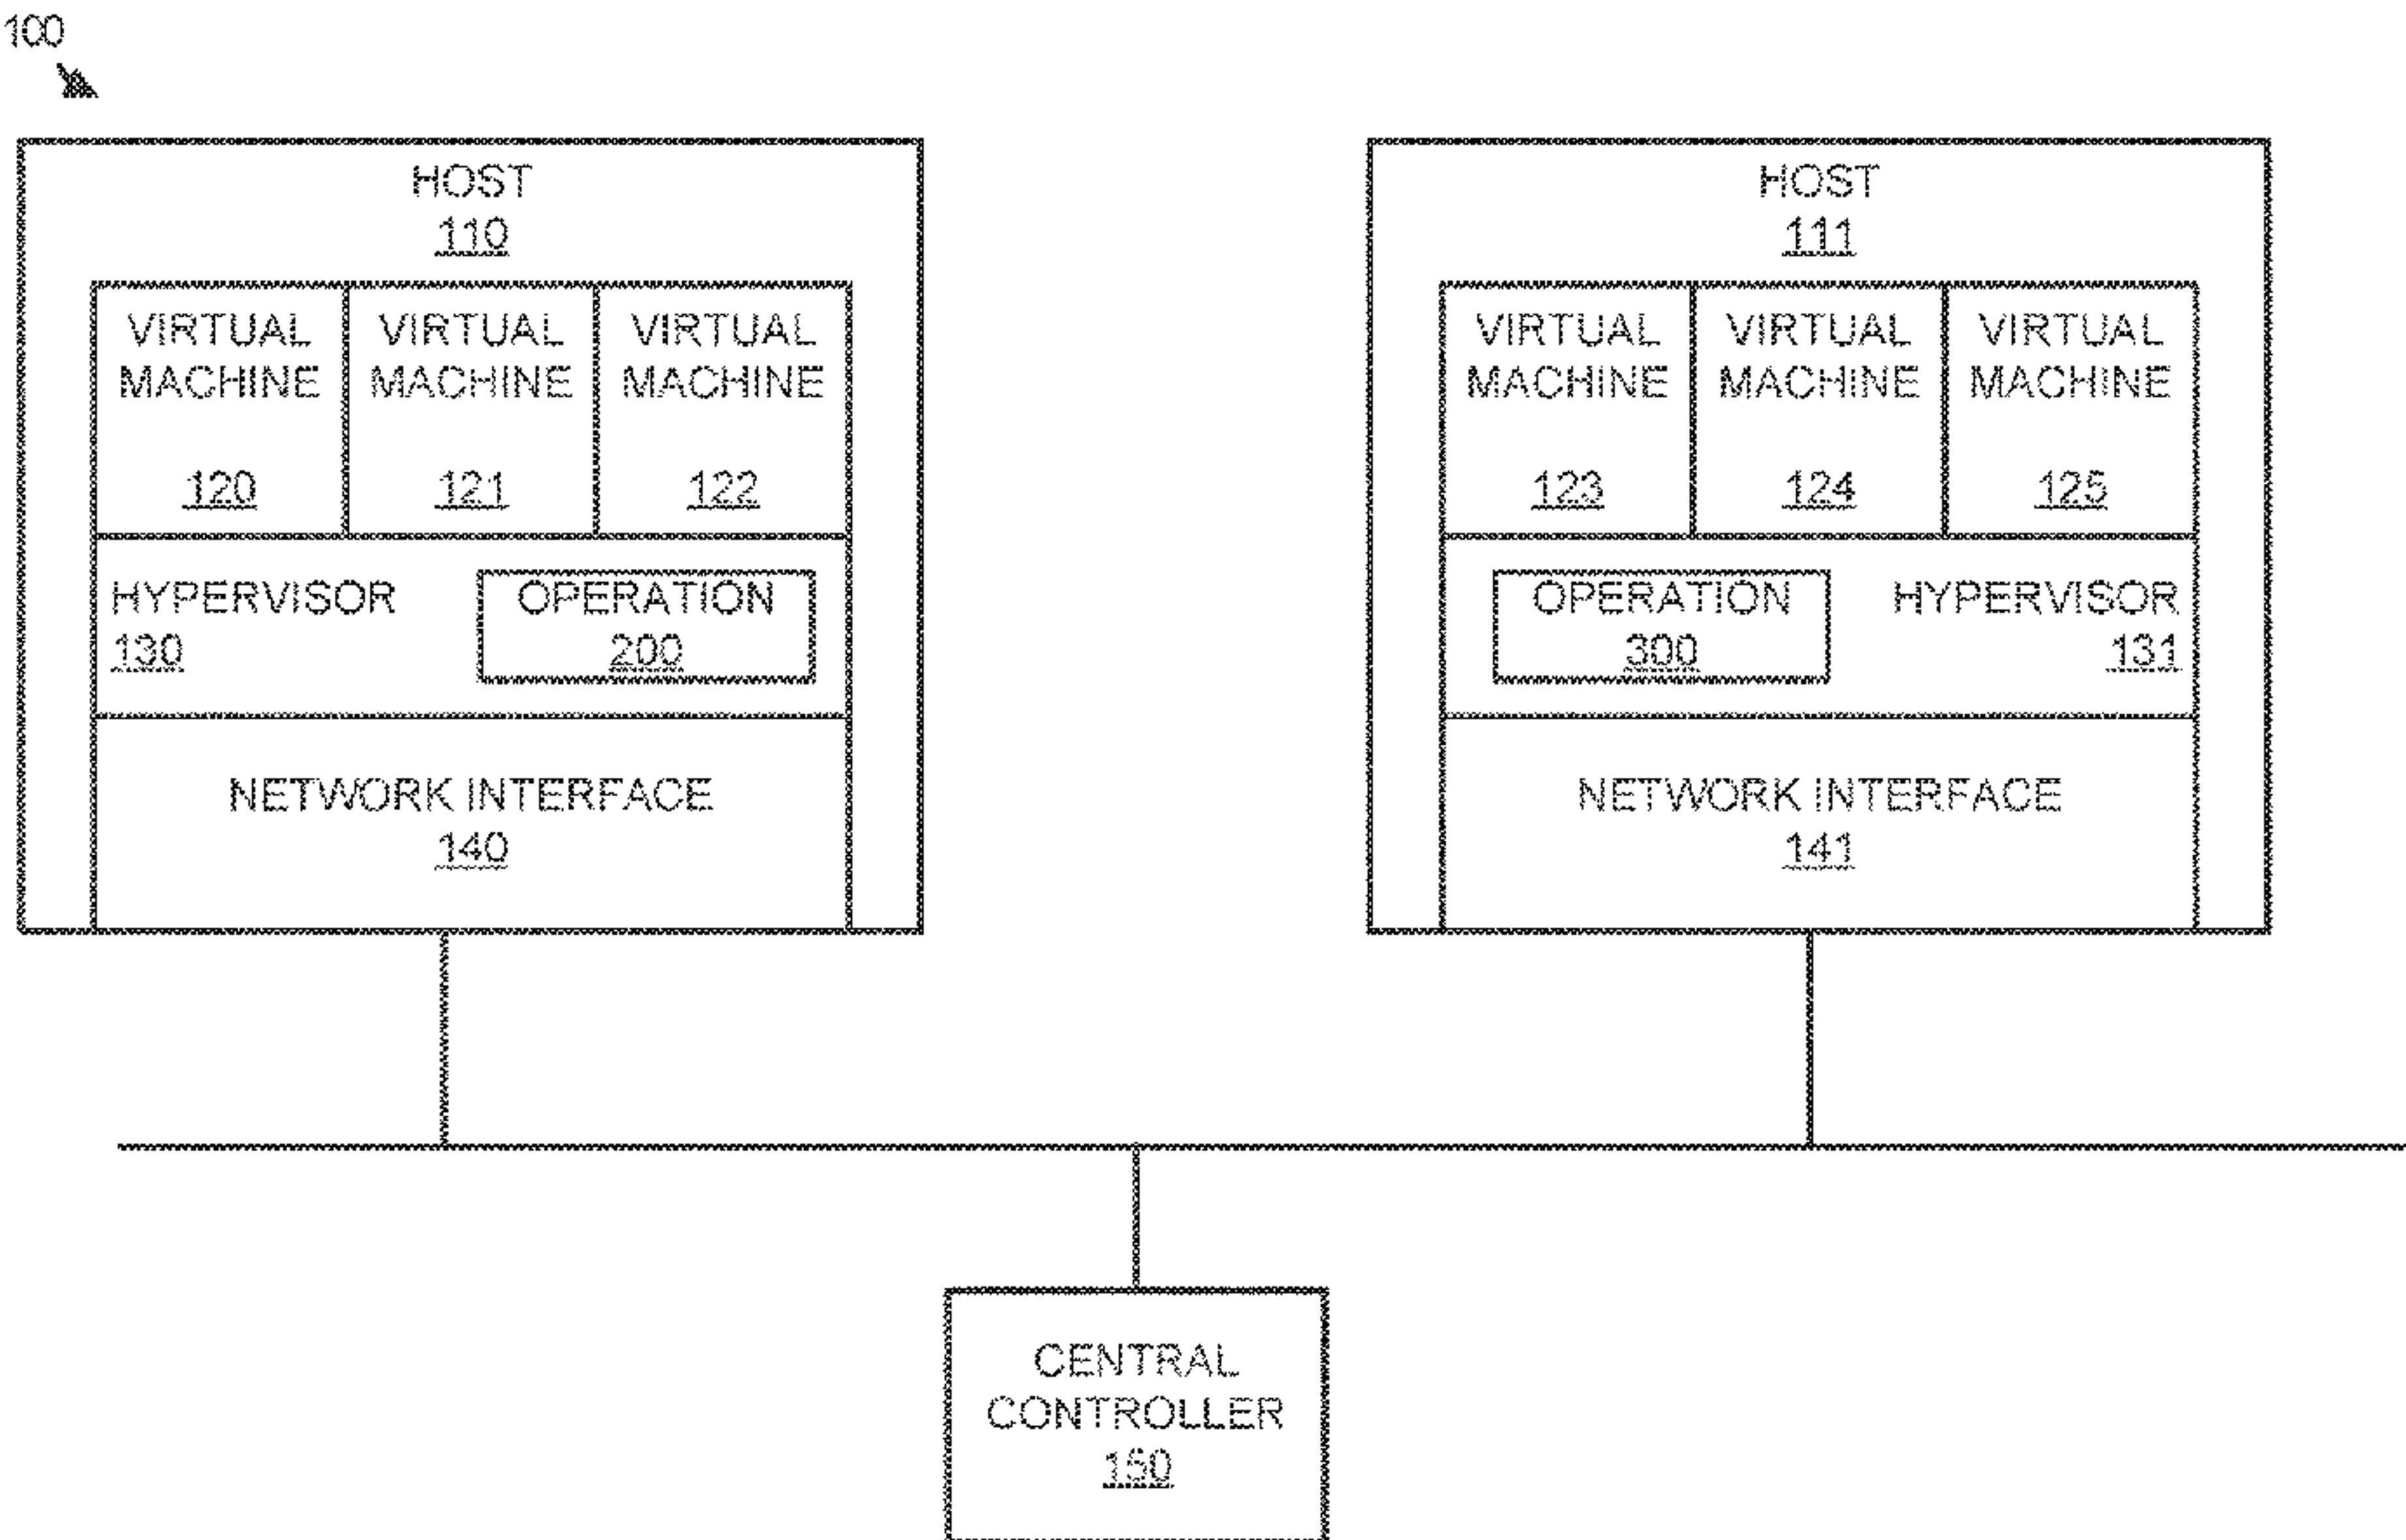 100
HOST
110
VIRTUAL
MACHINE
120
VIRTUAL
MACHINE
121
VIRTUAL
MACHINE
122
HYPERVISOR
130
OPERATION
200
NETWORK INTERFACE
140
HOST
111
VIRTUAL
MACHINE
123
VIRTUAL
MACHINE
124
VIRTUAL
MACHINE
125
OPERATION
300
HYPERVISOR
131
NETWORK INTERFACE
141
CENTRAL
CONTROLLER
150